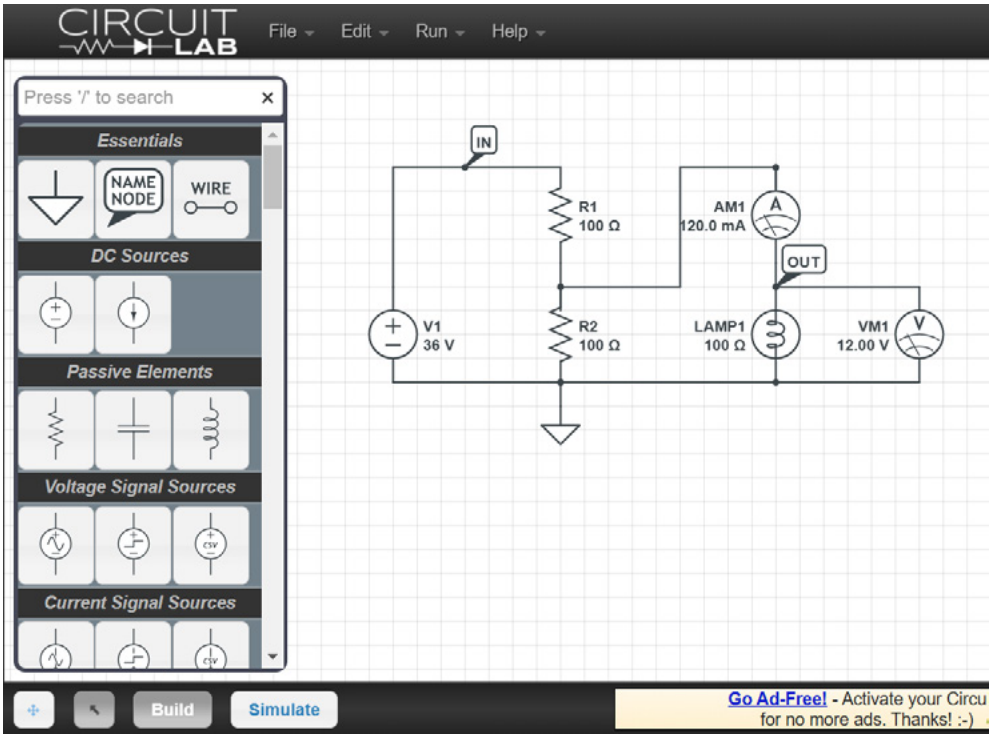 CIRCUIT
LAB
File Edit Run Help
Press '/' to search ×
Essentials
NAME
NODE
WIRE
DC Sources
Passive Elements
Voltage Signal Sources
CSV
Current Signal Sources
CSV
IN
R1
100 Ω
AM1
120.0 mA
A
OUT
V1
36 V
R2
100 Ω
LAMP1
100 Ω
VM1
12.00 V
V
Build
Simulate
Go Ad-Free! - Activate your Circu
for no more ads. Thanks! :-)